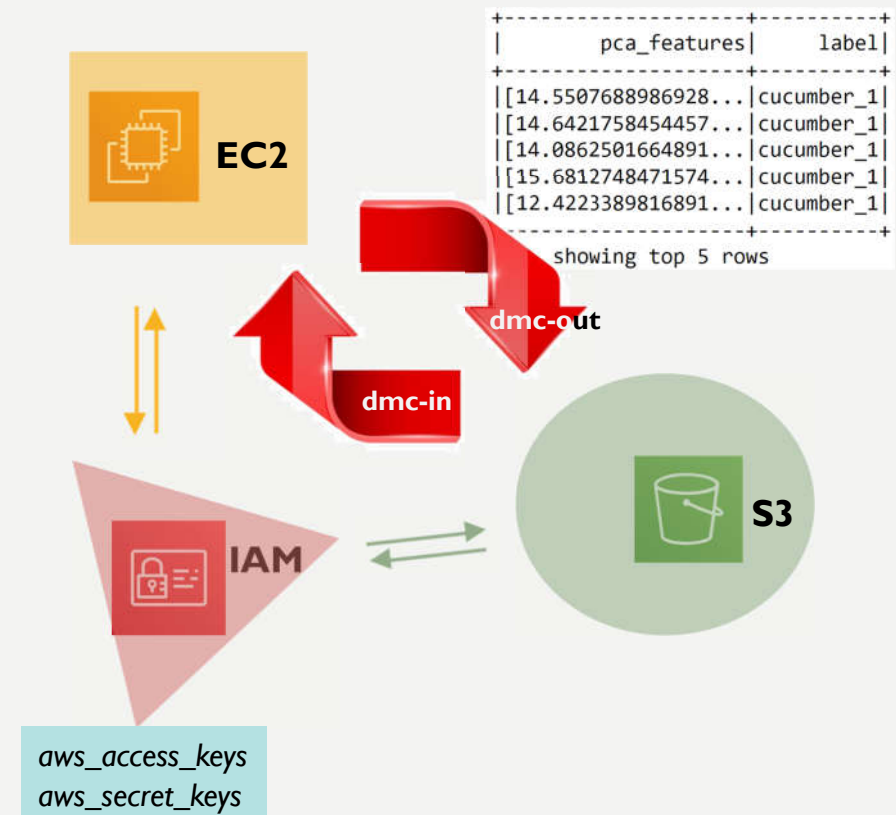 +--------------------+----------+
|        pca_features|     label|
+--------------------+----------+
|[14.5507688986928...|cucumber_1|
|[14.6421758454457...|cucumber_1|
|[14.0862501664891...|cucumber_1|
|[15.6812748471574...|cucumber_1|
|[12.4223389816891...|cucumber_1|
+--------------------+----------+
showing top 5 rows
EC2
dmc-out
dmc-in
S3
IAM
aws_access_keys
aws_secret_keys